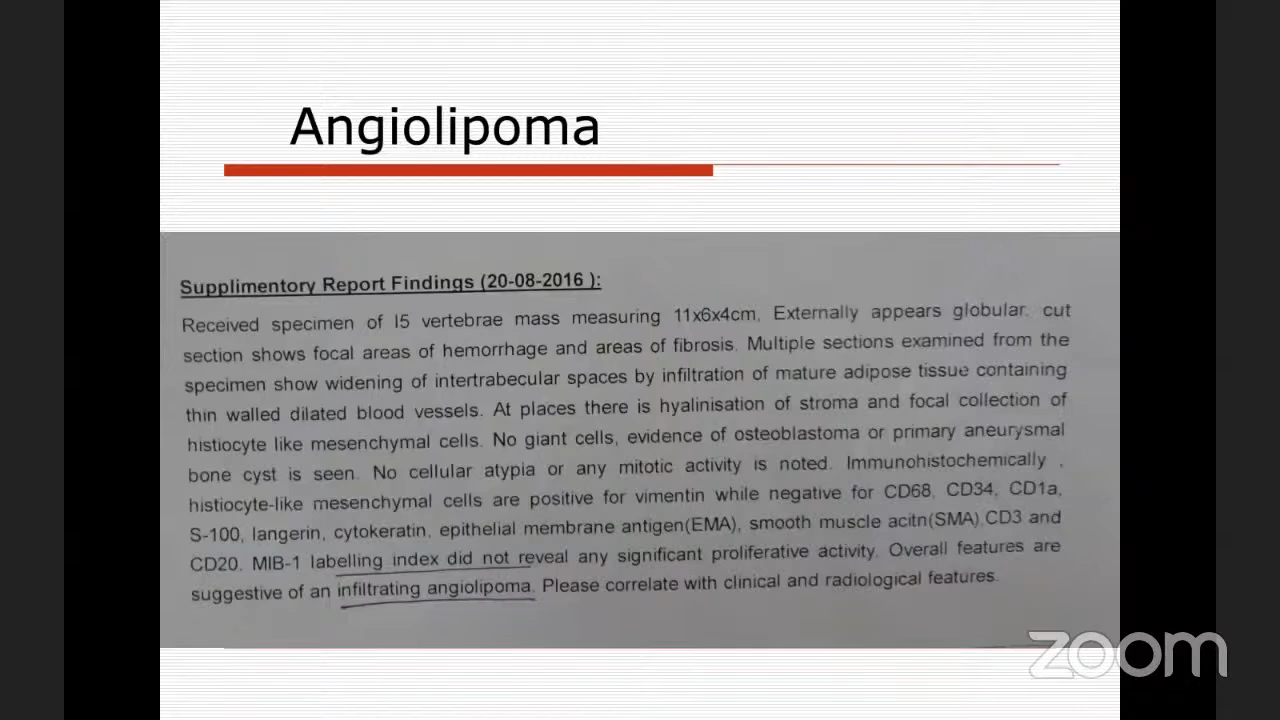 Angiolipoma
Supplimentory Report Findings (20-08-2016 ):
Received specimen of l5 vertebrae mass measuring 11x6x4cm, Externally appears globular, cut
section shows focal areas of hemorrhage and areas of fibrosis. Multiple sections examined from the
specimen show widening of intertrabecular spaces by infiltration of mature adipose tissue containing
thin walled dilated blood vessels. At places there is hyalinisation of stroma and focal collection of
histiocyte like mesenchymal cells. No giant cells, evidence of osteoblastoma or primary aneurysmal
bone cyst is seen. No cellular atypia or any mitotic activity is noted. Immunohistochemically ,
histiocyte-like mesenchymal cells are positive for vimentin while negative for CD68, CD34, CD1a,
S-100, langerin, cytokeratin, epithelial membrane antigen(EMA), smooth muscle acitn(SMA),CD3 and
CD20. MIB-1 labelling index did not reveal any significant proliferative activity. Overall features are
suggestive of an infiltrating angiolipoma. Please correlate with clinical and radiological features.
zoom